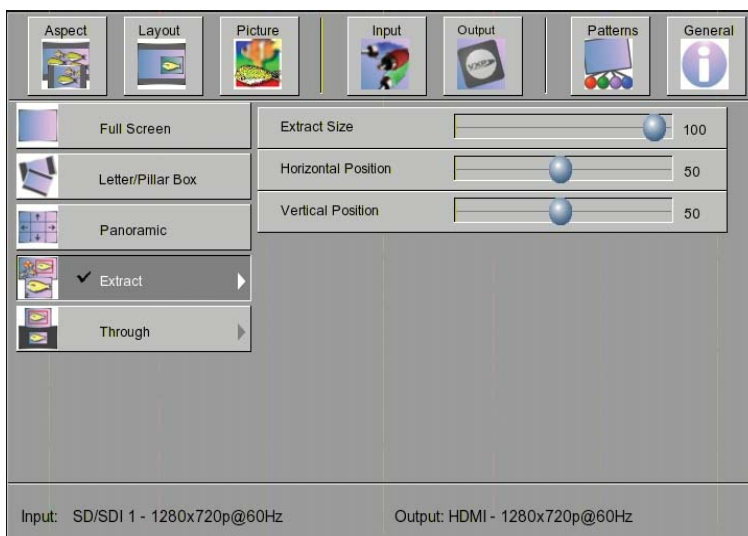 Aspect Layout Picture Input Output Patterns General
Full Screen
Letter/Pillar Box
Panoramic
Extract
Through
Extract Size 100
Horizontal Position 50
Vertical Position 50
Input: SD/SDI 1 - 1280x720p@60Hz Output: HDMI - 1280x720p@60Hz